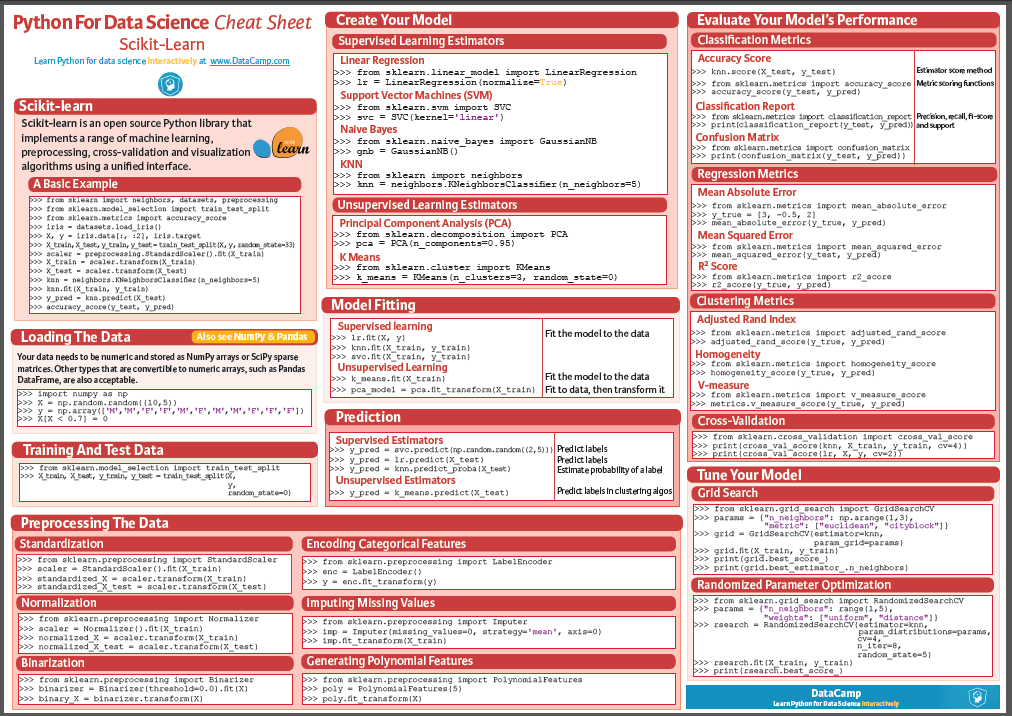 Python For Data Science Cheat Sheet
Scikit-Learn
Learn Python for data science Interactively at www.DataCamp.com
Scikit-learn
Scikit-learn is an open source Python library that
implements a range of machine learning,
preprocessing, cross-validation and visualization
algorithms using a unified interface.
learn
A Basic Example
>>> from sklearn import neighbors, datasets, preprocessing
>>> from sklearn.model_selection import train_test_split
>>> from sklearn.metrics import accuracy_score
>>> iris = datasets.load_iris()
>>> X, y = iris.data[:, :2], iris.target
>>> X_train, X_test, y_train, y_test = train_test_split(X, y, random_state=33)
>>> scaler = preprocessing.StandardScaler().fit(X_train)
>>> X_train = scaler.transform(X_train)
>>> X_test = scaler.transform(X_test)
>>> knn = neighbors.KNeighborsClassifier(n_neighbors=5)
>>> knn.fit(X_train, y_train)
>>> y_pred = knn.predict(X_test)
>>> accuracy_score(y_test, y_pred)
Loading The Data
Also see NumPy & Pandas
Your data needs to be numeric and stored as NumPy arrays or SciPy sparse
matrices. Other types that are convertible to numeric arrays, such as Pandas
DataFrame, are also acceptable.
>>> import numpy as np
>>> X = np.random.random((10,5))
>>> y = np.array(['M','M','F','F','M','F','M','M','F','F','F'])
>>> X[X < 0.7] = 0
Training And Test Data
>>> from sklearn.model_selection import train_test_split
>>> X_train, X_test, y_train, y_test = train_test_split(X,
y,
random_state=0)
Create Your Model
Supervised Learning Estimators
Linear Regression
>>> from sklearn.linear_model import LinearRegression
>>> lr = LinearRegression(normalize=True)
Support Vector Machines (SVM)
>>> from sklearn.svm import SVC
>>> svc = SVC(kernel='linear')
Naive Bayes
>>> from sklearn.naive_bayes import GaussianNB
>>> gnb = GaussianNB()
KNN
>>> from sklearn import neighbors
>>> knn = neighbors.KNeighborsClassifier(n_neighbors=5)
Unsupervised Learning Estimators
Principal Component Analysis (PCA)
>>> from sklearn.decomposition import PCA
>>> pca = PCA(n_components=0.95)
K Means
>>> from sklearn.cluster import KMeans
>>> k_means = KMeans(n_clusters=3, random_state=0)
Model Fitting
Supervised learning
>>> lr.fit(X, y)
Fit the model to the data
>>> knn.fit(X_train, y_train)
>>> svc.fit(X_train, y_train)
Unsupervised Learning
>>> k_means.fit(X_train)
Fit the model to the data
>>> pca_model = pca.fit_transform(X_train)
Fit to data, then transform it
Prediction
Supervised Estimators
>>> y_pred = svc.predict(np.random.random((2,5)))
Predict labels
>>> y_pred = lr.predict(X_test)
Predict labels
>>> y_pred = knn.predict_proba(X_test)
Estimate probability of a label
Unsupervised Estimators
>>> y_pred = k_means.predict(X_test)
Predict labels in clustering algos
Preprocessing The Data
Standardization
>>> from sklearn.preprocessing import StandardScaler
>>> scaler = StandardScaler().fit(X_train)
>>> standardized_X = scaler.transform(X_train)
>>> standardized_X_test = scaler.transform(X_test)
Normalization
>>> from sklearn.preprocessing import Normalizer
>>> scaler = Normalizer().fit(X_train)
>>> normalized_X = scaler.transform(X_train)
>>> normalized_X_test = scaler.transform(X_test)
Binarization
>>> from sklearn.preprocessing import Binarizer
>>> binarizer = Binarizer(threshold=0.0).fit(X)
>>> binary_X = binarizer.transform(X)
Encoding Categorical Features
>>> from sklearn.preprocessing import LabelEncoder
>>> enc = LabelEncoder()
>>> y = enc.fit_transform(y)
Imputing Missing Values
>>> from sklearn.preprocessing import Imputer
>>> imp = Imputer(missing_values=0, strategy='mean', axis=0)
>>> imp.fit_transform(X_train)
Generating Polynomial Features
>>> from sklearn.preprocessing import PolynomialFeatures
>>> poly = PolynomialFeatures(5)
>>> poly.fit_transform(X)
Evaluate Your Model's Performance
Classification Metrics
Accuracy Score
>>> knn.score(X_test, y_test)
Estimator score method
>>> from sklearn.metrics import accuracy_score
Metric scoring functions
>>> accuracy_score(y_test, y_pred)
Classification Report
>>> from sklearn.metrics import classification_report
Precision, recall, f1-score
>>> print(classification_report(y_test, y_pred))
and support
Confusion Matrix
>>> from sklearn.metrics import confusion_matrix
>>> print(confusion_matrix(y_test, y_pred))
Regression Metrics
Mean Absolute Error
>>> from sklearn.metrics import mean_absolute_error
>>> y_true = [3, -0.5, 2]
>>> mean_absolute_error(y_true, y_pred)
Mean Squared Error
>>> from sklearn.metrics import mean_squared_error
>>> mean_squared_error(y_test, y_pred)
R² Score
>>> from sklearn.metrics import r2_score
>>> r2_score(y_true, y_pred)
Clustering Metrics
Adjusted Rand Index
>>> from sklearn.metrics import adjusted_rand_score
>>> adjusted_rand_score(y_true, y_pred)
Homogeneity
>>> from sklearn.metrics import homogeneity_score
>>> homogeneity_score(y_true, y_pred)
V-measure
>>> from sklearn.metrics import v_measure_score
>>> metrics.v_measure_score(y_true, y_pred)
Cross-Validation
>>> from sklearn.cross_validation import cross_val_score
>>> print(cross_val_score(knn, X_train, y_train, cv=4))
>>> print(cross_val_score(lr, X, y, cv=2))
Tune Your Model
Grid Search
>>> from sklearn.grid_search import GridSearchCV
>>> params = {"n_neighbors": np.arange(1,3),
"metric": ["euclidean", "cityblock"]}
>>> grid = GridSearchCV(estimator=knn,
param_grid=params)
>>> grid.fit(X_train, y_train)
>>> print(grid.best_score_)
>>> print(grid.best_estimator_.n_neighbors)
Randomized Parameter Optimization
>>> from sklearn.grid_search import RandomizedSearchCV
>>> params = {"n_neighbors": range(1,5),
"weights": ["uniform", "distance"]}
>>> rsearch = RandomizedSearchCV(estimator=knn,
param_distributions=params,
cv=4,
n_iter=8,
random_state=5)
>>> rsearch.fit(X_train, y_train)
>>> print(rsearch.best_score_)
DataCamp
Learn Python for Data Science Interactively